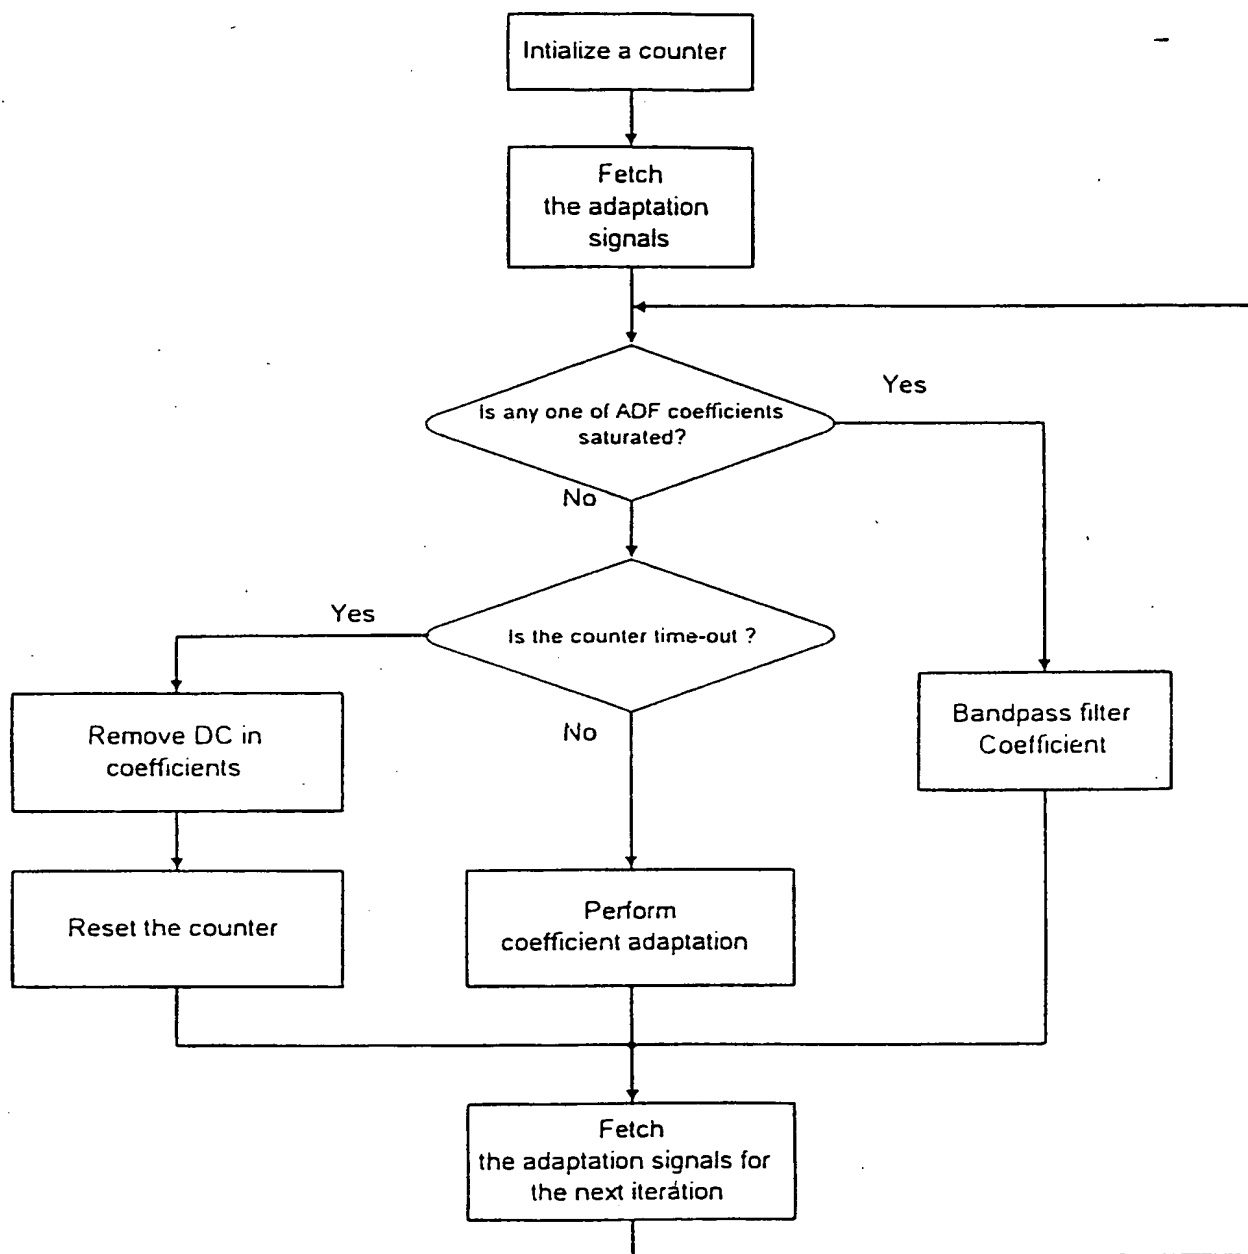 Intialize a counter
Fetch
the adaptation
signals
Is any one of ADF coefficients
saturated?
Yes
No
Is the counter time-out ?
Yes
No
Remove DC in
coefficients
Bandpass filter
Coefficient
Reset the counter
Perform
coefficient adaptation
Fetch
the adaptation signals for
the next iteration